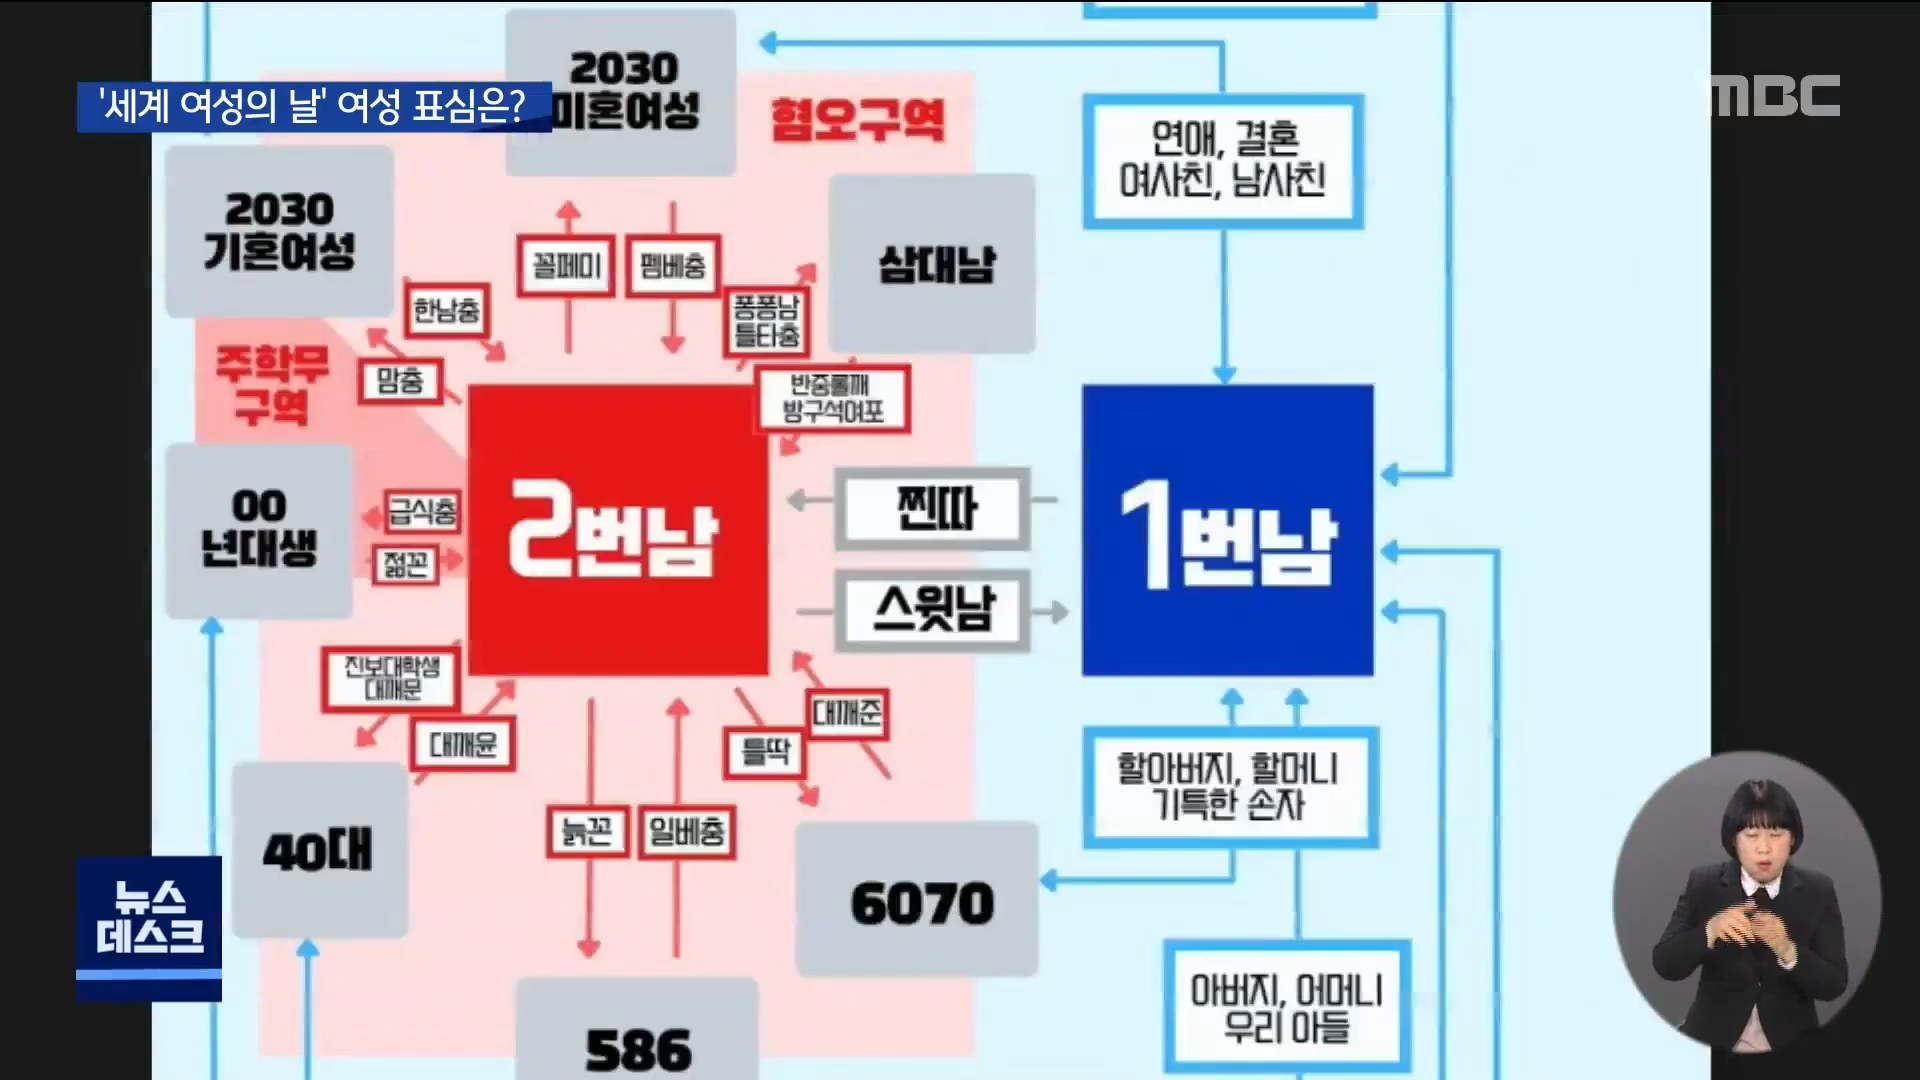 '세계 여성의 날' 여성 표심은?
MBC
2030
미혼여성
혐오구역
연애, 결혼
여사친, 남사친
2030
기혼여성
꼴페미
펨베충
삼대남
한남충
퐁퐁남
틀타충
주학무
구역
맘충
반중롤깨
방구석여포
00
년대생
급식충
젊꼰
2번남
찐따
스윗남
1번남
진보대학생
대깨문
대깨윤
대깨준
틀딱
할아버지, 할머니
기특한 손자
늙꼰
일베충
40대
6070
586
아버지, 어머니
우리 아들
뉴스
데스크